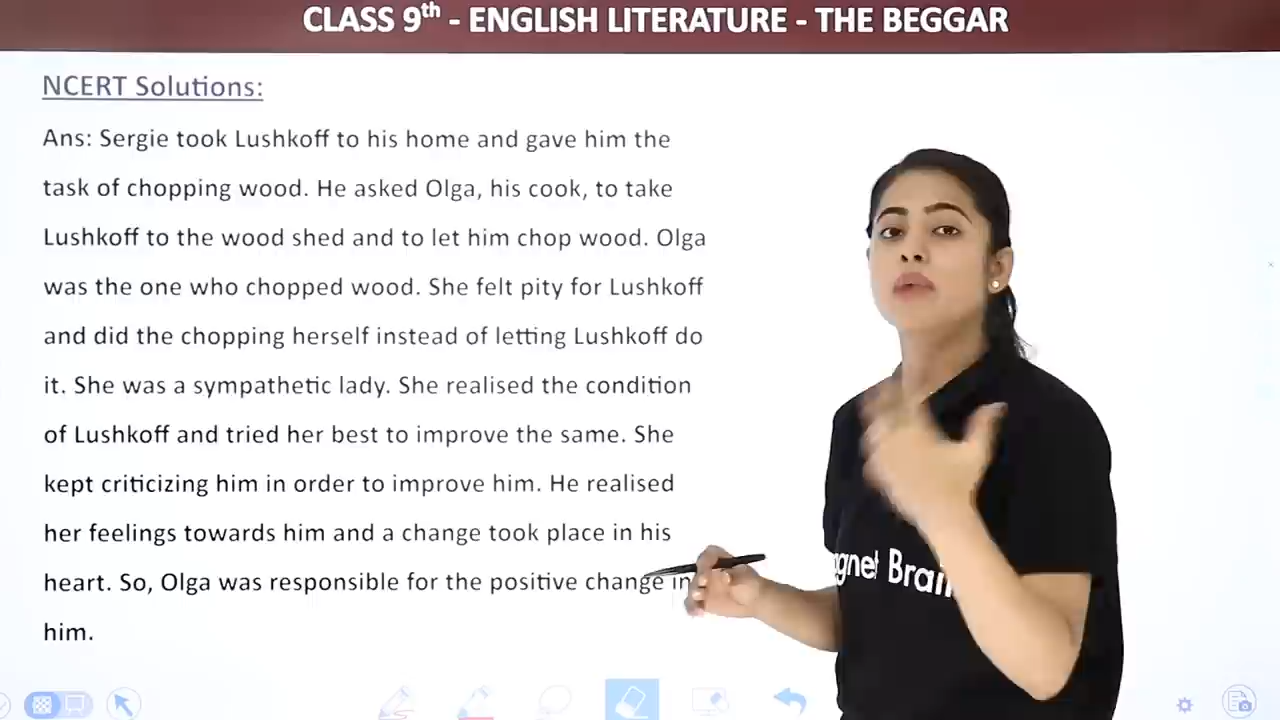 CLASS 9th - ENGLISH LITERATURE - THE BEGGAR
NCERT Solutions:
Ans: Sergie took Lushkoff to his home and gave him the
task of chopping wood. He asked Olga, his cook, to take
Lushkoff to the wood shed and to let him chop wood. Olga
was the one who chopped wood. She felt pity for Lushkoff
and did the chopping herself instead of letting Lushkoff do
it. She was a sympathetic lady. She realised the condition
of Lushkoff and tried her best to improve the same. She
kept criticizing him in order to improve him. He realised
her feelings towards him and a change took place in his
heart. So, Olga was responsible for the positive change in
him.
gnet Brai